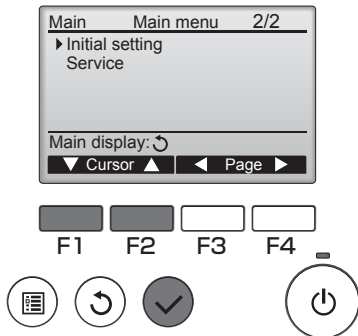 Main Main menu 2/2
Initial setting
Service
Main display:
Cursor Page
F1 F2 F3 F4